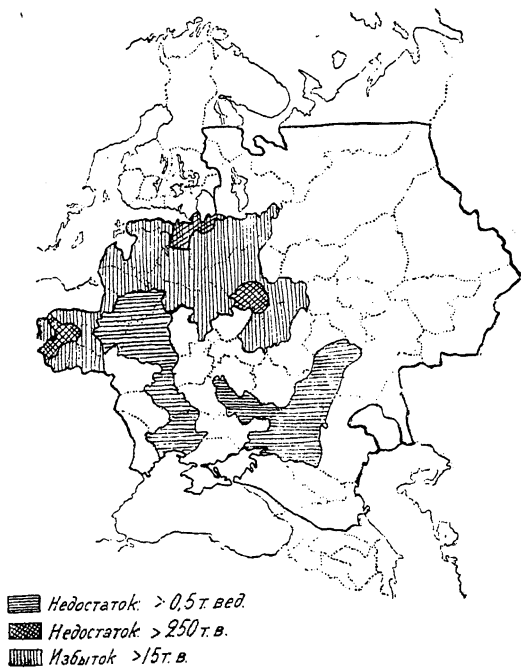 Недостаток: > 0,5 т. вед.
Недостаток > 250 т. в.
Избыток > 15 т. в.